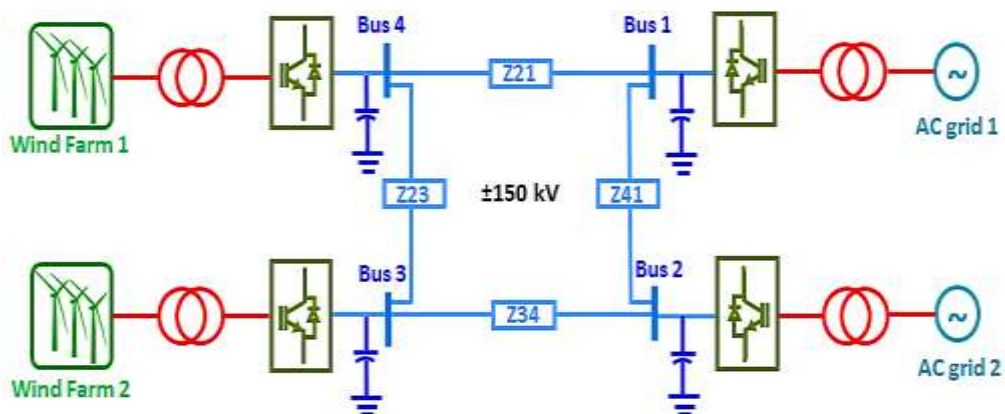 Bus 4
Bus 1
Z21
Wind Farm 1
AC grid 1
Z23
±150 kV
Z41
Bus 3
Bus 2
Z34
Wind Farm 2
AC grid 2
~
~